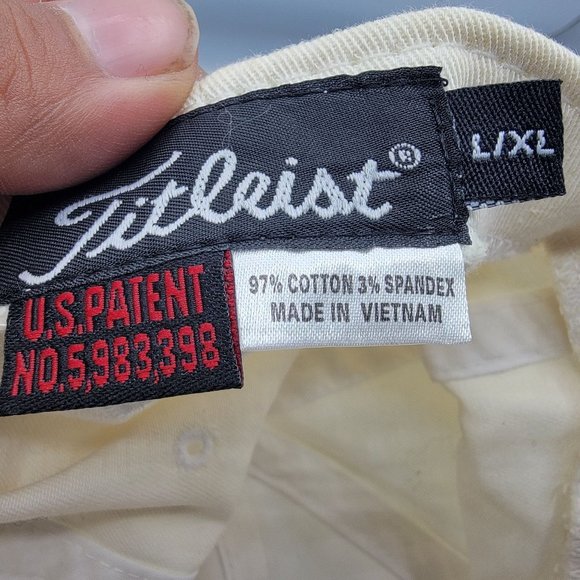 Titleist®
L/XL
U.S.PATENT
NO.5,983,398
97% COTTON 3% SPANDEX
MADE IN VIETNAM